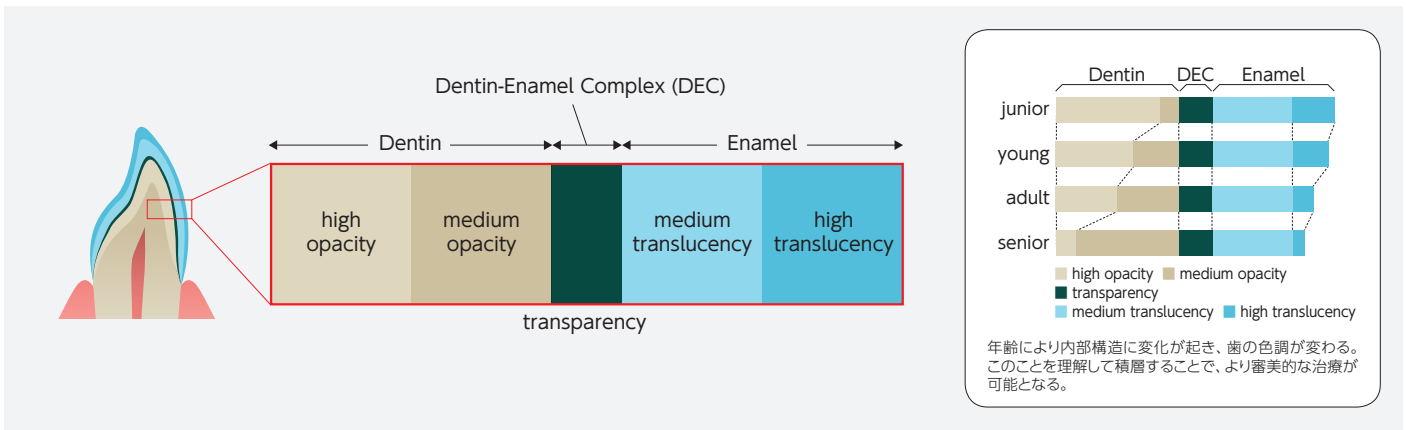 Dentin-Enamel Complex (DEC)
Dentin
Enamel
high
opacity
medium
opacity
medium
translucency
high
translucency
transparency
Dentin DEC Enamel
junior
young
adult
senior
high opacity medium opacity
transparency
medium translucency high translucency
年齢により内部構造に変化が起き、歯の色調が変わる。
このことを理解して積層することで、より審美的な治療が
可能となる。